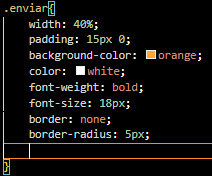 .enviar{
width: 40%;
padding: 15px 0;
background-color: orange;
color: white;
font-weight: bold;
font-size: 18px;
border: none;
border-radius: 5px;
}